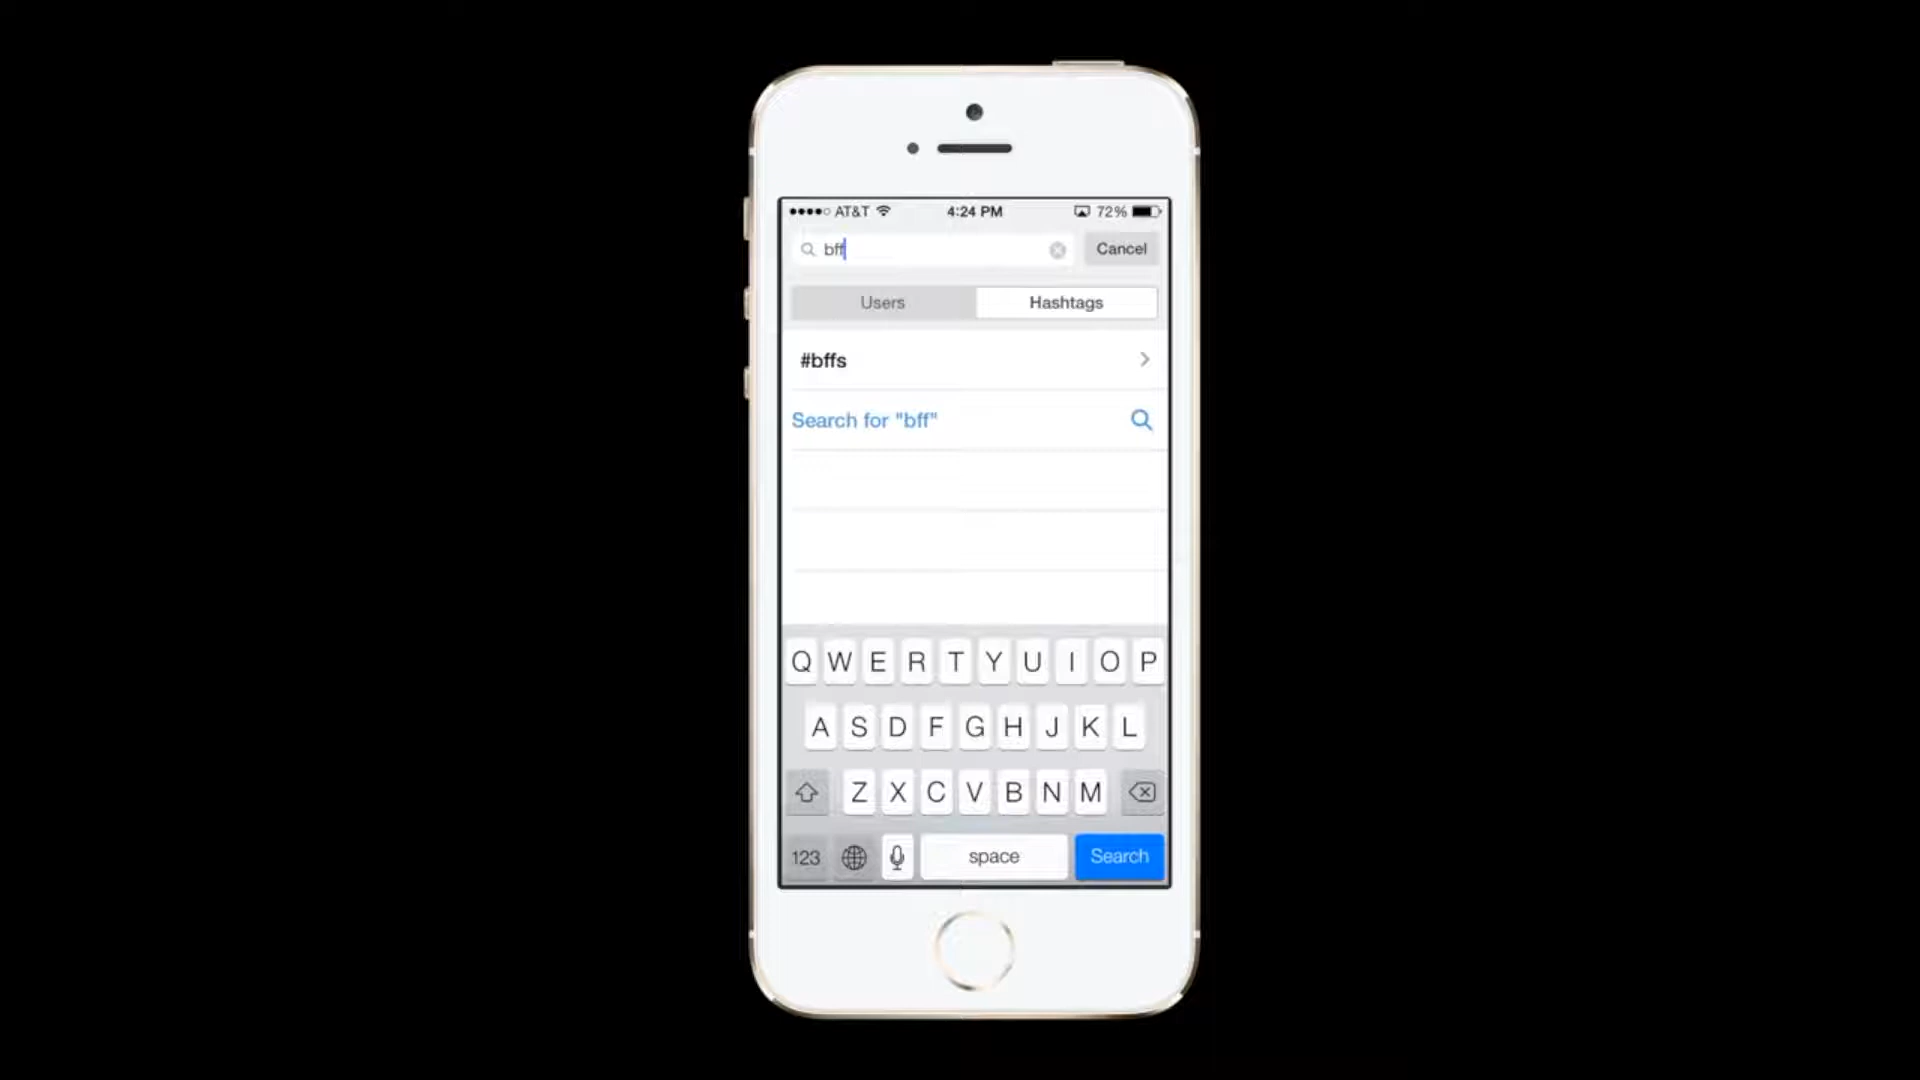 AT&T 4:24 PM 72%
bff Cancel
Users Hashtags
#bffs
Search for "bff"
Q W E R T Y U I O P
A S D F G H J K L
Z X C V B N M
123 space Search